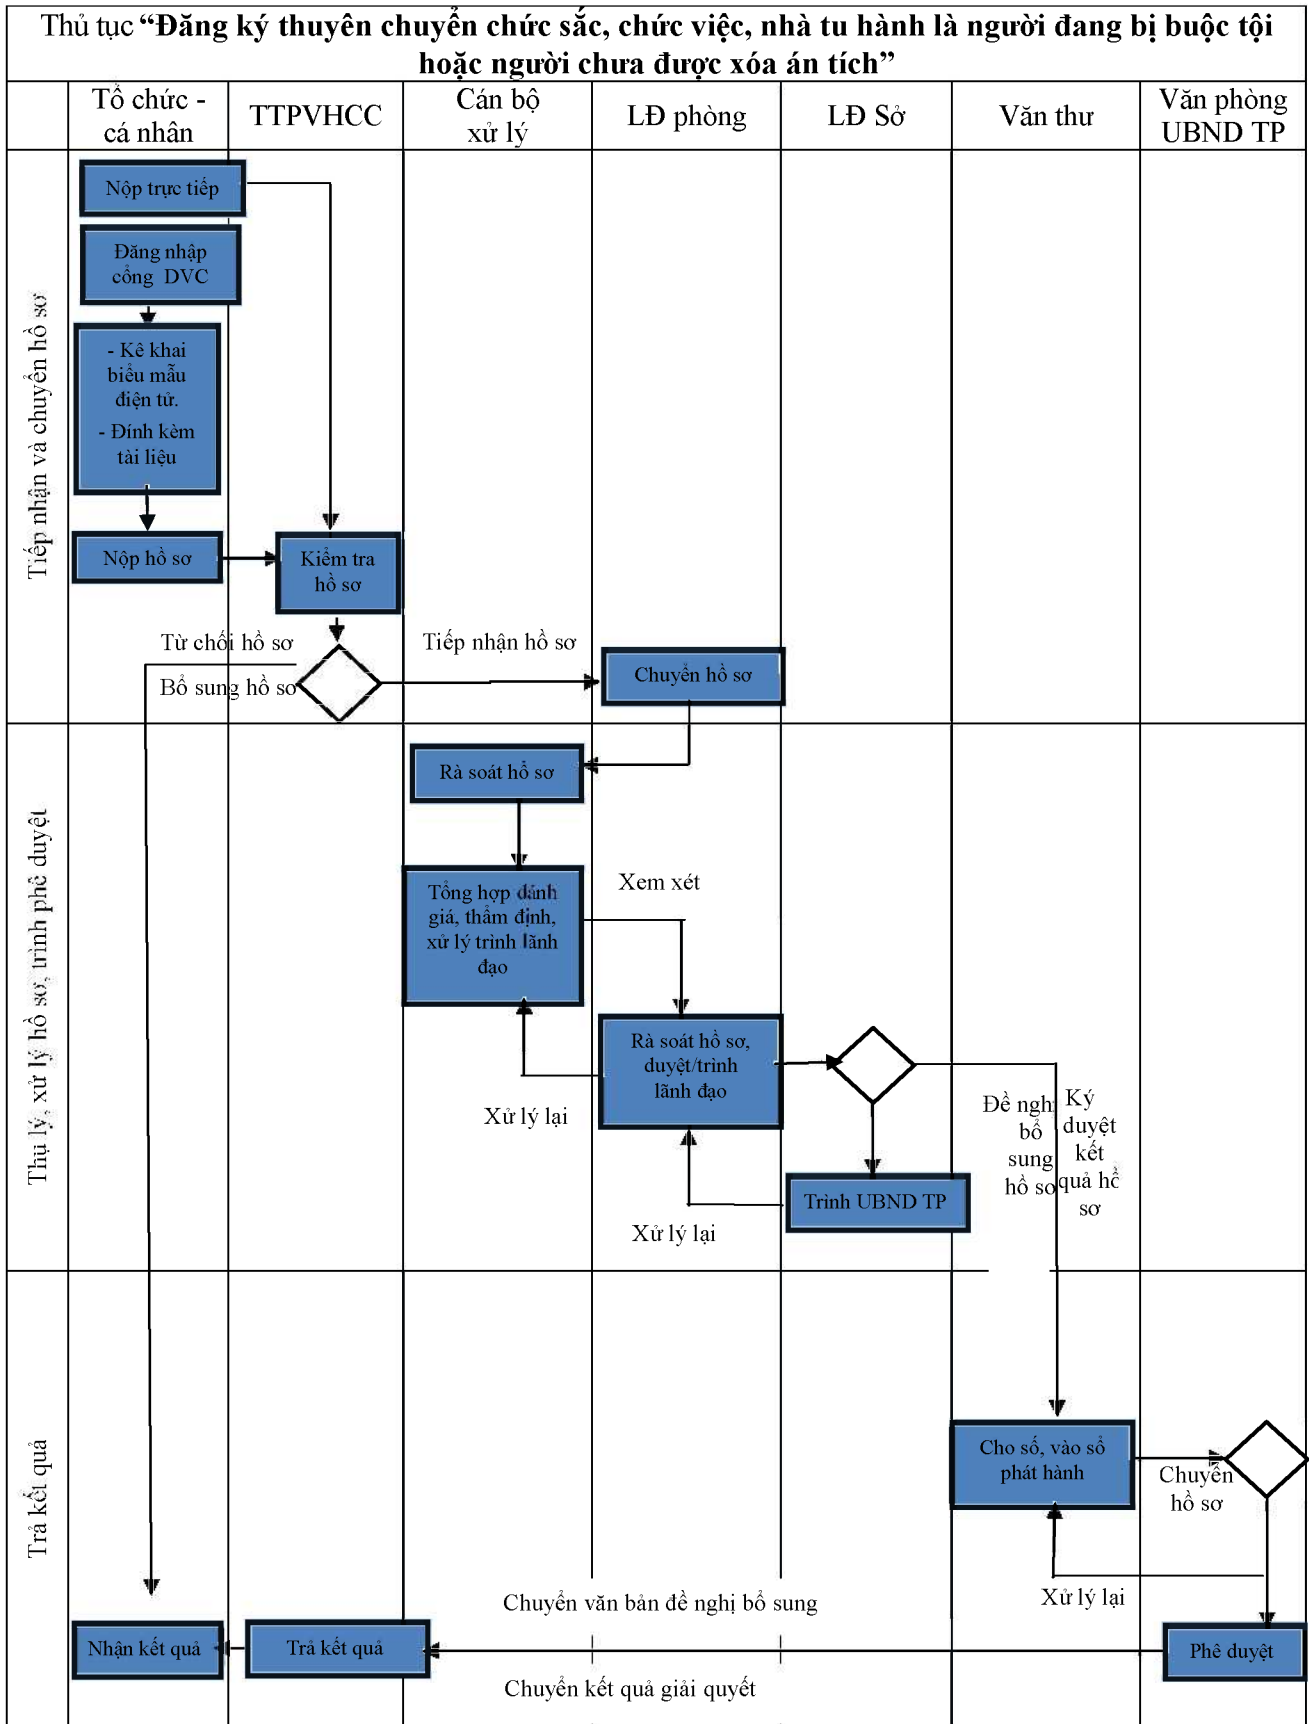 Thủ tục “Đăng ký thuyên chuyển chức sắc, chức việc, nhà tu hành là người đang bị buộc tội
hoặc người chưa được xóa án tích”
Tổ chức -
cá nhân
TTPVHCC
Cán bộ
xử lý
LĐ phòng
LĐ Sở
Văn thư
Văn phòng
UBND TP
Tiếp nhận và chuyển hồ sơ
Nộp trực tiếp
Đăng nhập
cổng DVC
- Kê khai
biểu mẫu
điện tử.
- Đính kèm
tài liệu
Nộp hồ sơ
Kiểm tra
hồ sơ
Từ chối hồ sơ
Bổ sung hồ sơ
Tiếp nhận hồ sơ
Chuyển hồ sơ
Thụ lý, xử lý hồ sơ, trình phê duyệt
Rà soát hồ sơ
Tổng hợp đánh
giá, thẩm định,
xử lý trình lãnh
đạo
Xem xét
Rà soát hồ sơ,
duyệt/trình
lãnh đạo
Xử lý lại
Trình UBND TP
Xử lý lại
Đề nghị
bổ
sung
hồ sơ
Ký
duyệt
kết
quả hồ
sơ
Trả kết quả
Cho số, vào sổ
phát hành
Chuyển
hồ sơ
Xử lý lại
Chuyển văn bản đề nghị bổ sung
Nhận kết quả
Trả kết quả
Phê duyệt
Chuyển kết quả giải quyết